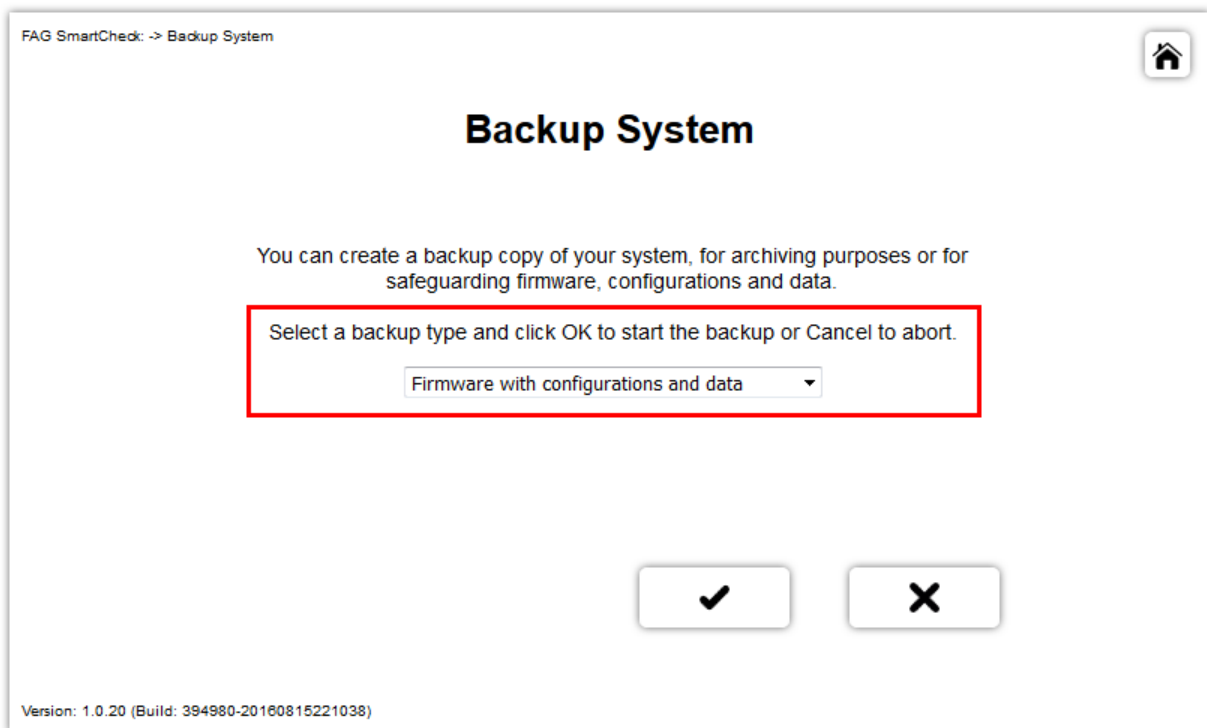 FAG SmartCheck: -> Backup System
Backup System
You can create a backup copy of your system, for archiving purposes or for
safeguarding firmware, configurations and data.
Select a backup type and click OK to start the backup or Cancel to abort.
Firmware with configurations and data
Version: 1.0.20 (Build: 394980-20160815221038)